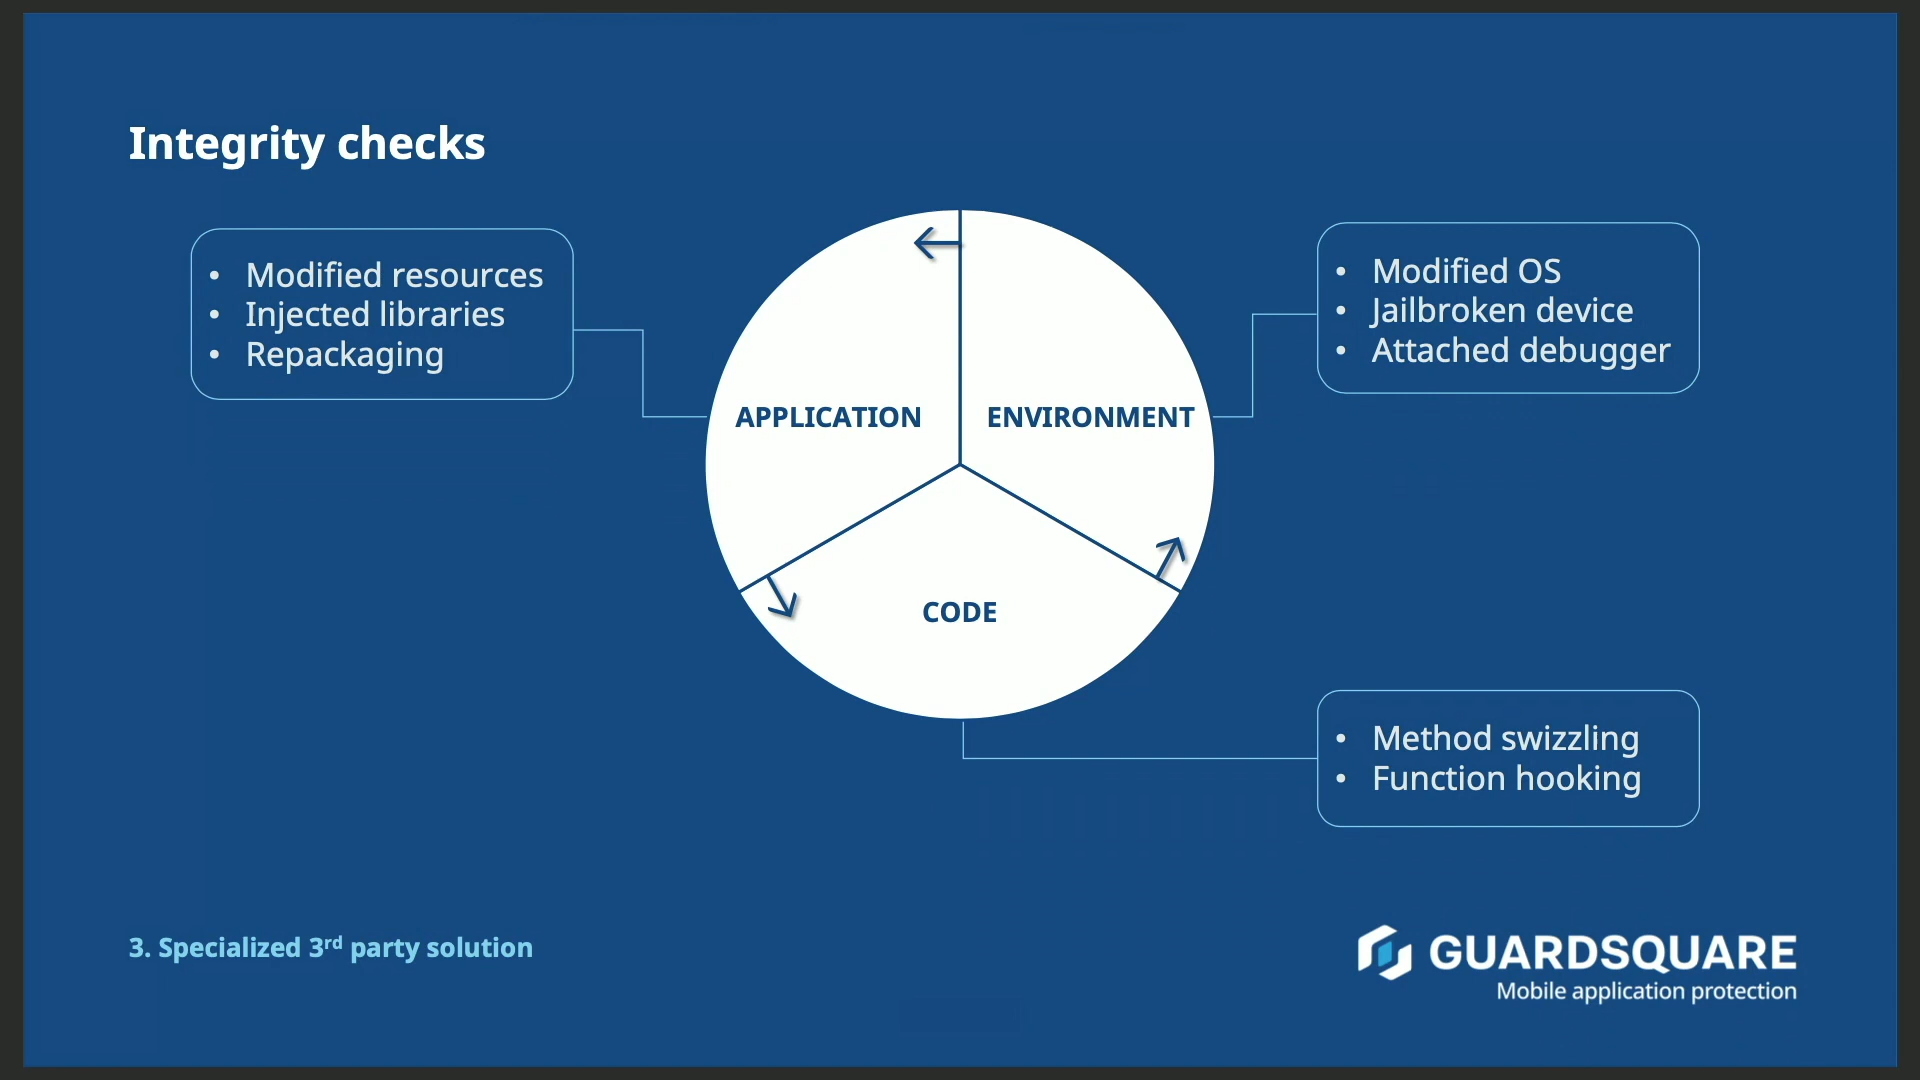 Integrity checks
• Modified resources
• Injected libraries
• Repackaging
• Modified OS
• Jailbroken device
• Attached debugger
APPLICATION
ENVIRONMENT
CODE
• Method swizzling
• Function hooking
3. Specialized 3rd party solution
GUARDSQUARE
Mobile application protection